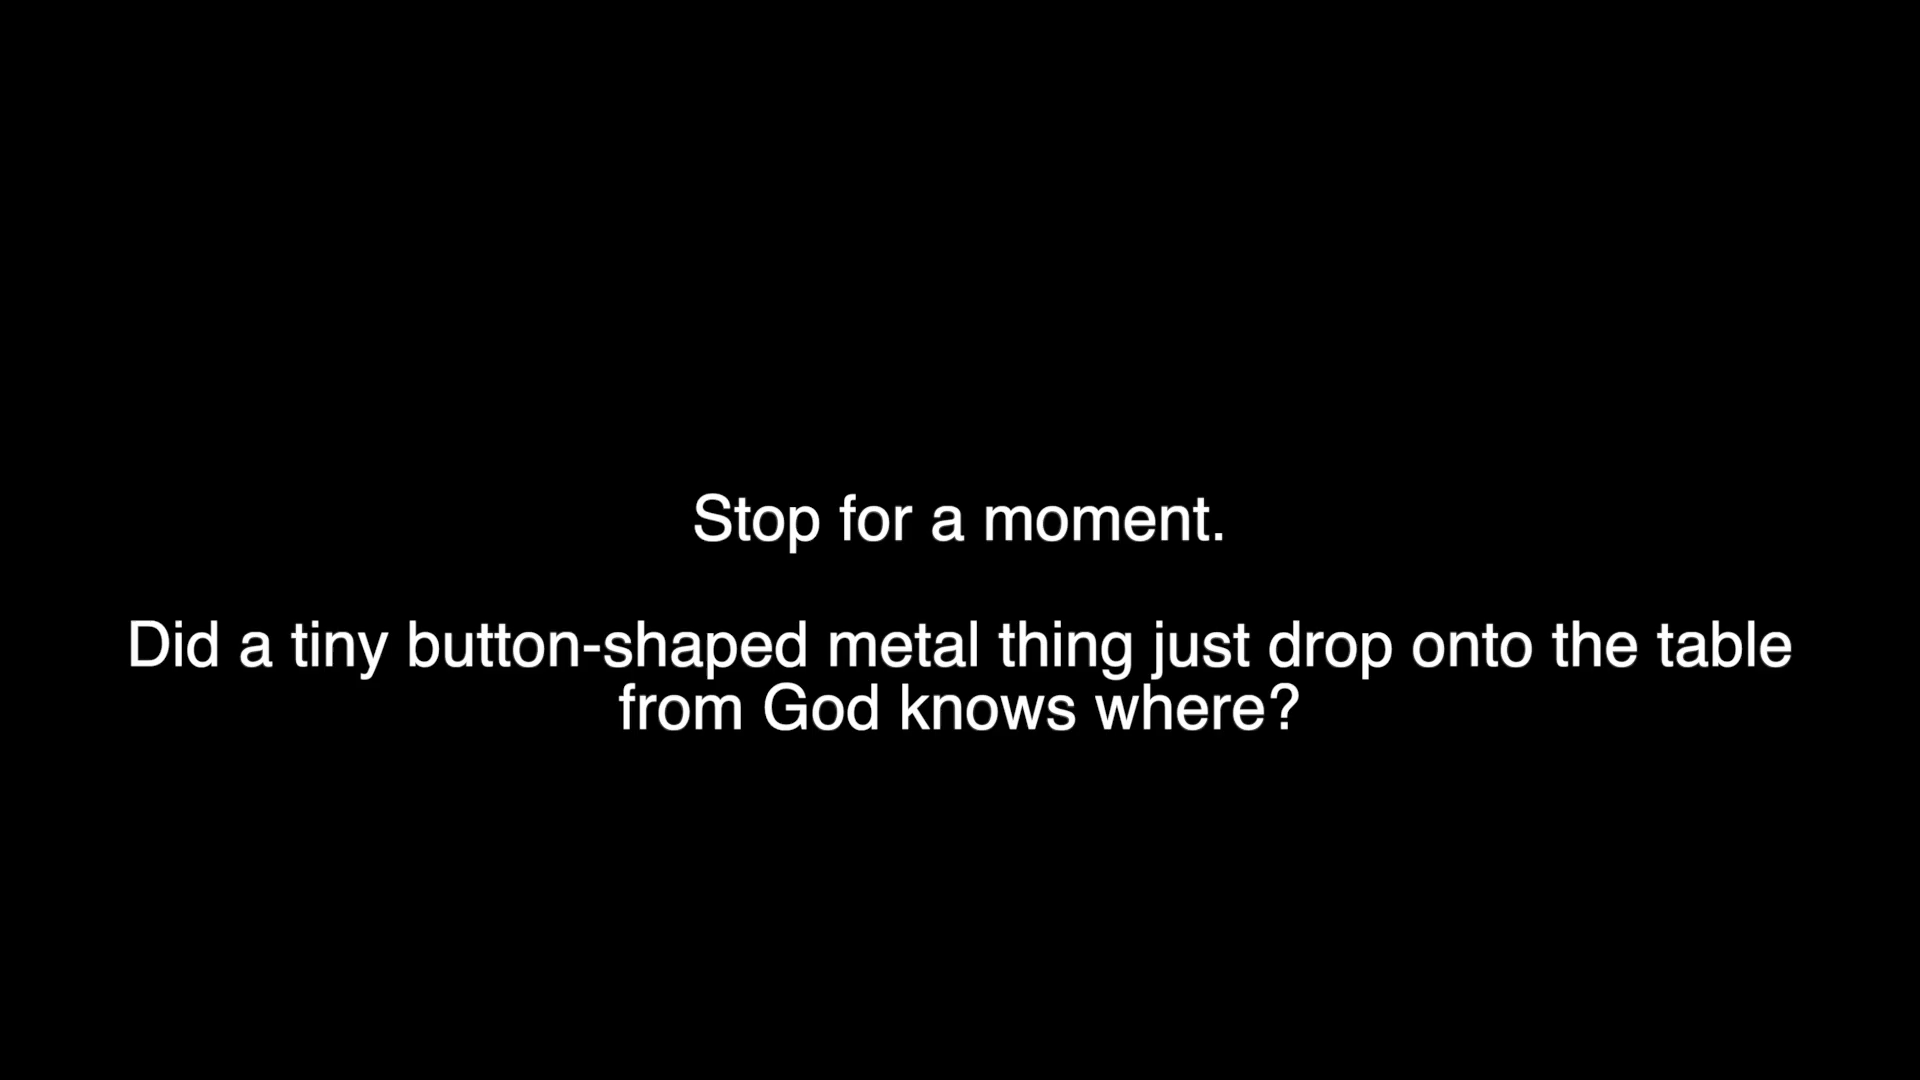 Stop for a moment.
Did a tiny button-shaped metal thing just drop onto the table
from God knows where?